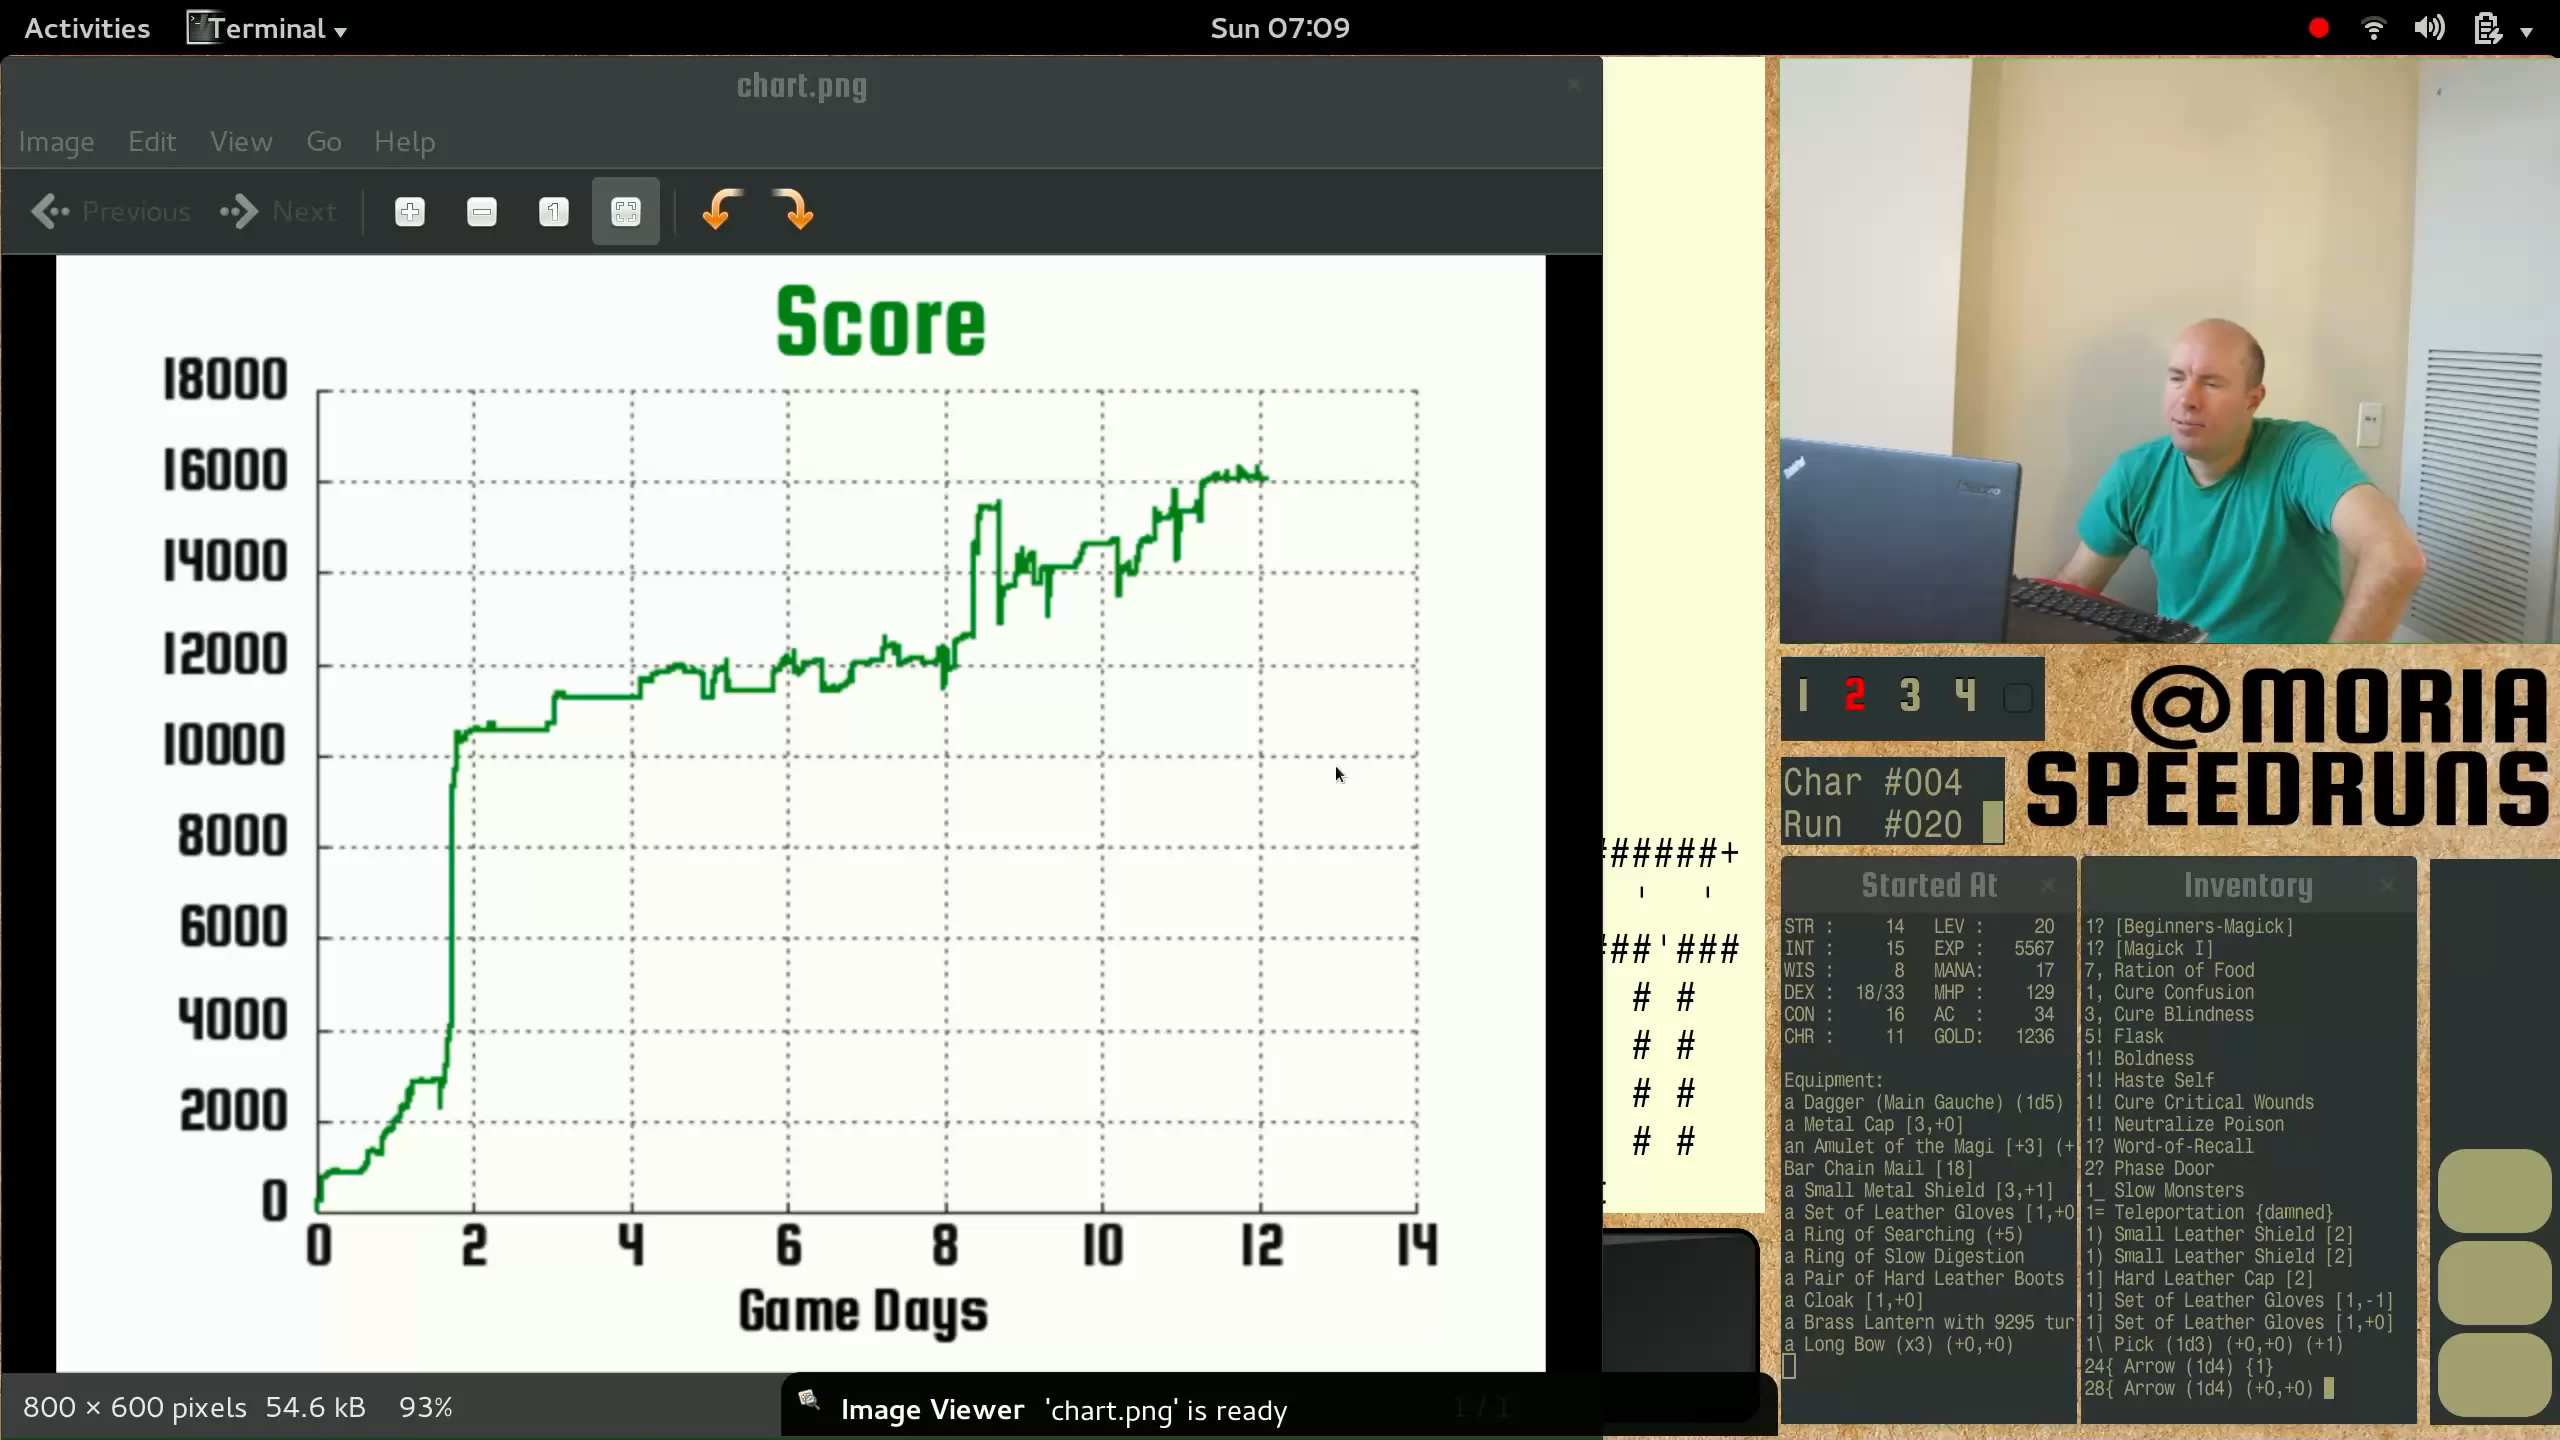 Activities Terminal Sun 07:09
chart.png
Image Edit View Go Help
Previous Next
Score
18000
16000
14000
12000
10000
8000
6000
4000
2000
0
0 2 4 6 8 10 12 14
Game Days
800 × 600 pixels 54.6 kB 93%
Image Viewer 'chart.png' is ready
1 / 1
######+
' '
###'###
# #
# #
# #
# #
1 2 3 4
@MORIA
SPEEDRUNS
Char #004
Run #020
Started At
STR : 14 LEV : 20
INT : 15 EXP : 5567
WIS : 8 MANA: 17
DEX : 18/33 MHP : 129
CON : 16 AC : 34
CHR : 11 GOLD: 1236
Equipment:
a Dagger (Main Gauche) (1d5)
a Metal Cap [3,+0]
an Amulet of the Magi [+3] (+
Bar Chain Mail [18]
a Small Metal Shield [3,+1]
a Set of Leather Gloves [1,+0
a Ring of Searching (+5)
a Ring of Slow Digestion
a Pair of Hard Leather Boots
a Cloak [1,+0]
a Brass Lantern with 9295 tur
a Long Bow (x3) (+0,+0)
Inventory
1? [Beginners-Magick]
1? [Magick I]
7, Ration of Food
1, Cure Confusion
3, Cure Blindness
5! Flask
1! Boldness
1! Haste Self
1! Cure Critical Wounds
1! Neutralize Poison
1? Word-of-Recall
2? Phase Door
1_ Slow Monsters
1= Teleportation {damned}
1) Small Leather Shield [2]
1) Small Leather Shield [2]
1] Hard Leather Cap [2]
1] Set of Leather Gloves [1,-1]
1] Set of Leather Gloves [1,+0]
1\ Pick (1d3) (+0,+0) (+1)
24{ Arrow (1d4) {1}
28{ Arrow (1d4) (+0,+0)